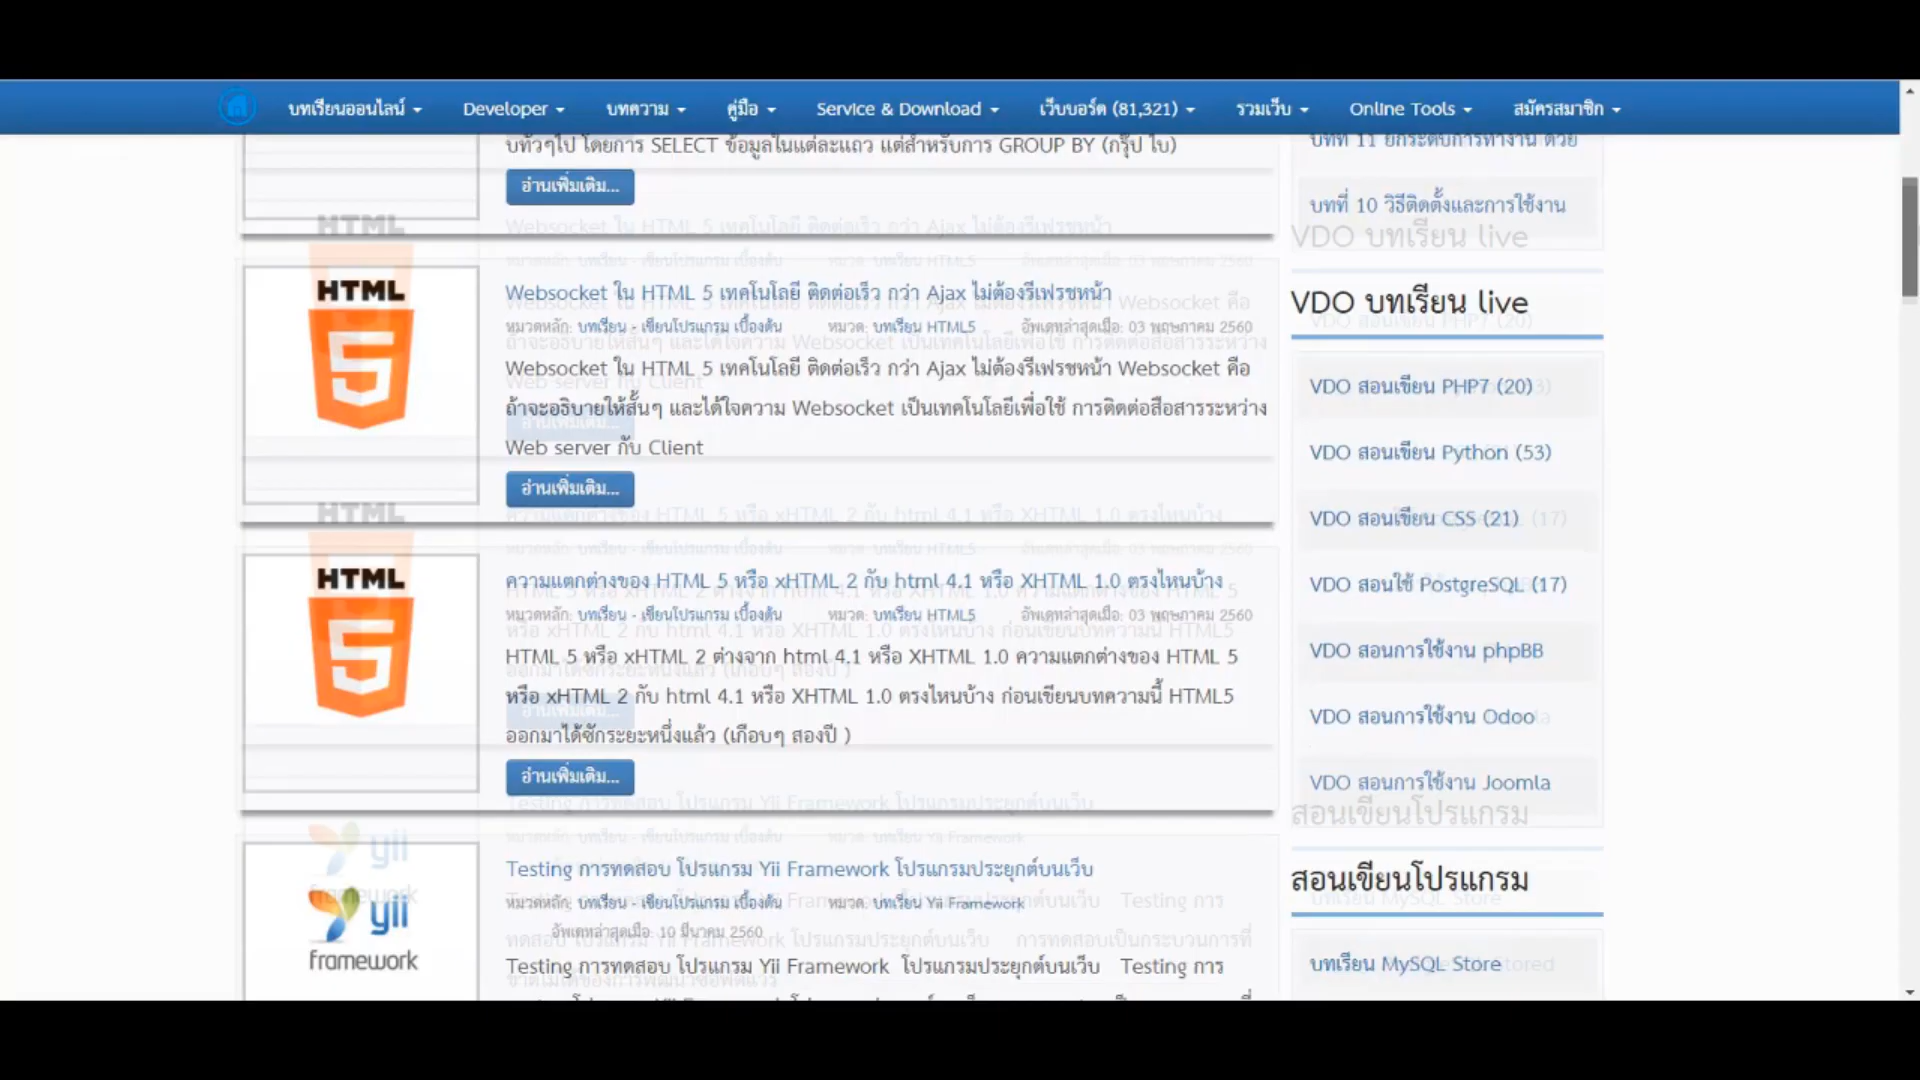 บทเรียนออนไลน์ Developer บทความ คู่มือ Service & Download เว็บบอร์ด (81,321) รวมเว็บ Online Tools สมัครสมาชิก
บทั่วๆไป โดยการ SELECT ข้อมูลในแต่ละแถว แต่สำหรับการ GROUP BY (กรุ๊ป ไบ)
อ่านเพิ่มเติม...
HTML
5
Websocket ใน HTML 5 เทคโนโลยี ติดต่อเร็ว กว่า Ajax ไม่ต้องรีเฟรชหน้า
หมวดหลัก: บทเรียน - เขียนโปรแกรม เบื้องต้น หมวด: บทเรียน HTML5 อัพเดทล่าสุดเมื่อ: 03 พฤษภาคม 2560
Websocket ใน HTML 5 เทคโนโลยี ติดต่อเร็ว กว่า Ajax ไม่ต้องรีเฟรชหน้า Websocket คือ
ถ้าจะอธิบายให้สั้นๆ และได้ใจความ Websocket เป็นเทคโนโลยีเพื่อใช้ การติดต่อสือสารระหว่าง
Web server กับ Client
อ่านเพิ่มเติม...
HTML
5
ความแตกต่างของ HTML 5 หรือ xHTML 2 กับ html 4.1 หรือ XHTML 1.0 ตรงไหนบ้าง
หมวดหลัก: บทเรียน - เขียนโปรแกรม เบื้องต้น หมวด: บทเรียน HTML5 อัพเดทล่าสุดเมื่อ: 03 พฤษภาคม 2560
HTML 5 หรือ xHTML 2 ต่างจาก html 4.1 หรือ XHTML 1.0 ความแตกต่างของ HTML 5
หรือ xHTML 2 กับ html 4.1 หรือ XHTML 1.0 ตรงไหนบ้าง ก่อนเขียนบทความนี้ HTML5
ออกมาได้ซักระยะหนึ่งแล้ว (เกือบๆ สองปี )
อ่านเพิ่มเติม...
yii
framework
Testing การทดสอบ โปรแกรม Yii Framework โปรแกรมประยุกต์บนเว็บ
หมวดหลัก: บทเรียน - เขียนโปรแกรม เบื้องต้น หมวด: บทเรียน Yii Framework
อัพเดทล่าสุดเมื่อ: 10 มีนาคม 2560
Testing การทดสอบ โปรแกรม Yii Framework โปรแกรมประยุกต์บนเว็บ Testing การ
บทที่ 11 ยกระดับการทำงาน ด้วย
บทที่ 10 วิธีติดตั้งและการใช้งาน
VDO บทเรียน live
VDO สอนเขียน PHP7 (20)
VDO สอนเขียน Python (53)
VDO สอนเขียน CSS (21)
VDO สอนใช้ PostgreSQL (17)
VDO สอนการใช้งาน phpBB
VDO สอนการใช้งาน Odoo
VDO สอนการใช้งาน Joomla
สอนเขียนโปรแกรม
บทเรียน MySQL Store